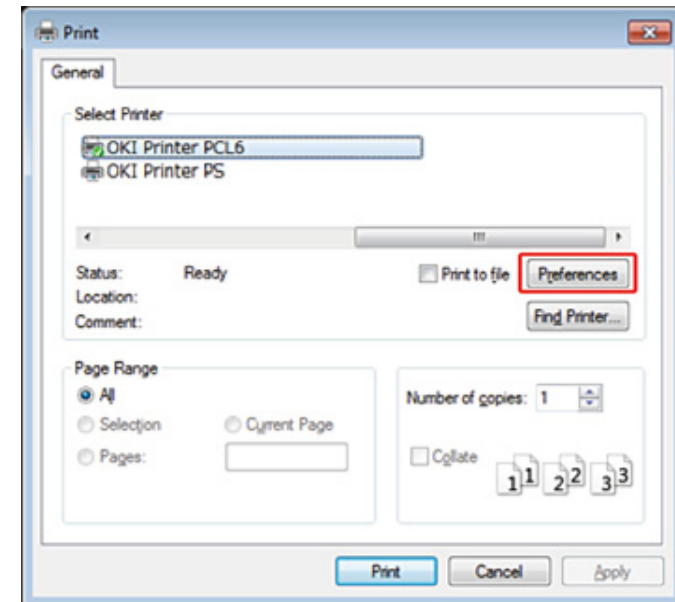 Print
General
Select Printer
OKI Printer PCL6
OKI Printer PS
Status: Ready
Print to file
Preferences
Location:
Comment:
Find Printer...
Page Range
All
Selection
Current Page
Pages:
Number of copies: 1
Collate
1 1 2 2 3 3
Print
Cancel
Apply